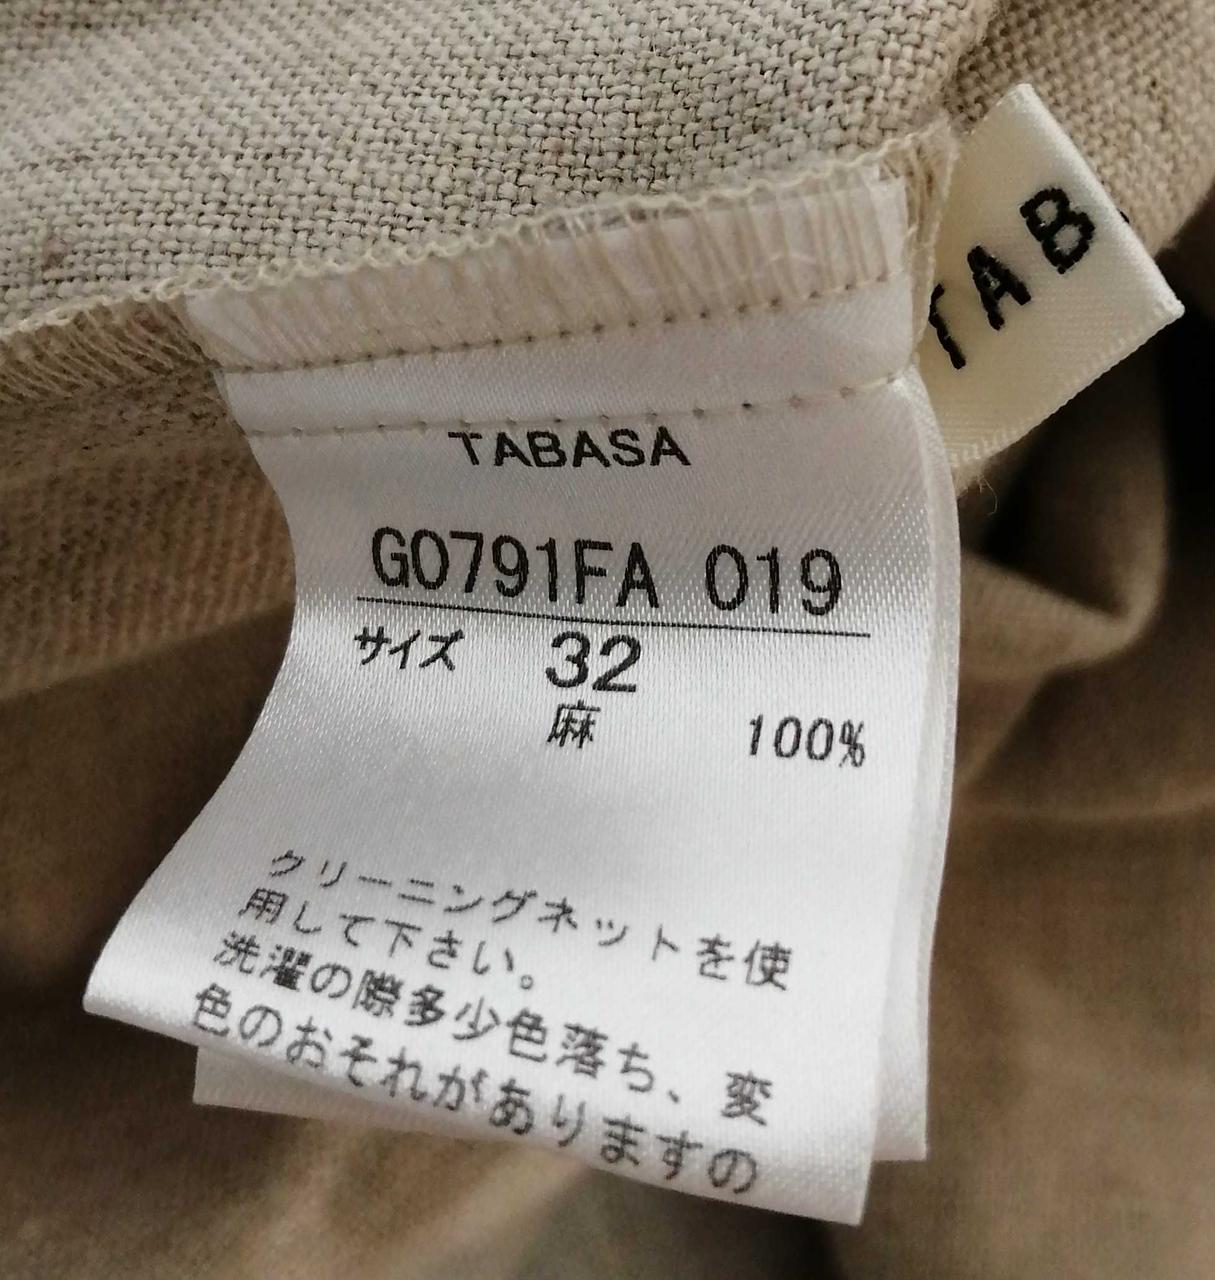 TAB
TABASA
G0791FA 019
サイズ 32
麻 100%
クリーニングネットを使
用して下さい。
洗濯の際多少色落ち、変
色のおそれがありますの